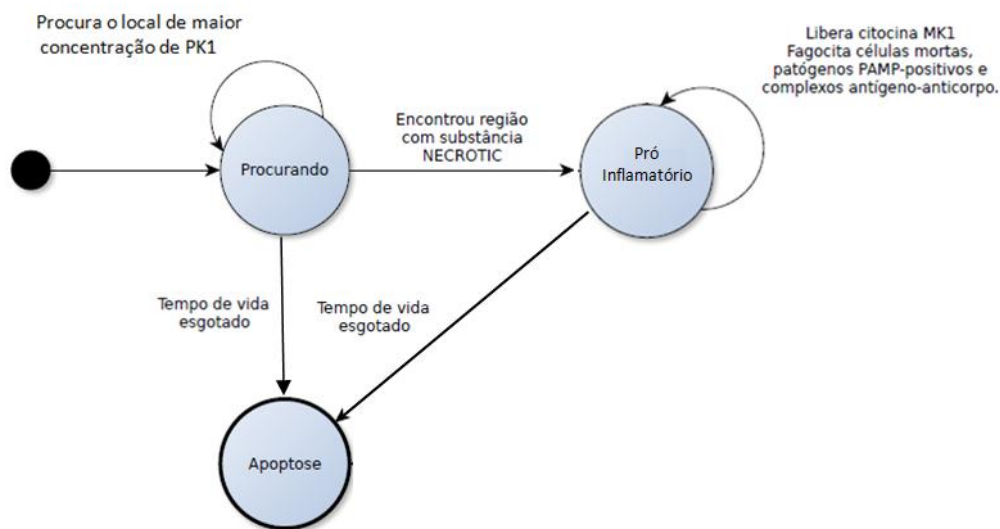 Procura o local de maior
concentração de PK1
Libera citocina MK1
Fagocita células mortas,
patógenos PAMP-positivos e
complexos antígeno-anticorpo.
Encontrou região
com substância
NECROTIC
Procurando
Pró
Inflamatório
Tempo de vida
esgotado
Tempo de vida
esgotado
Apoptose